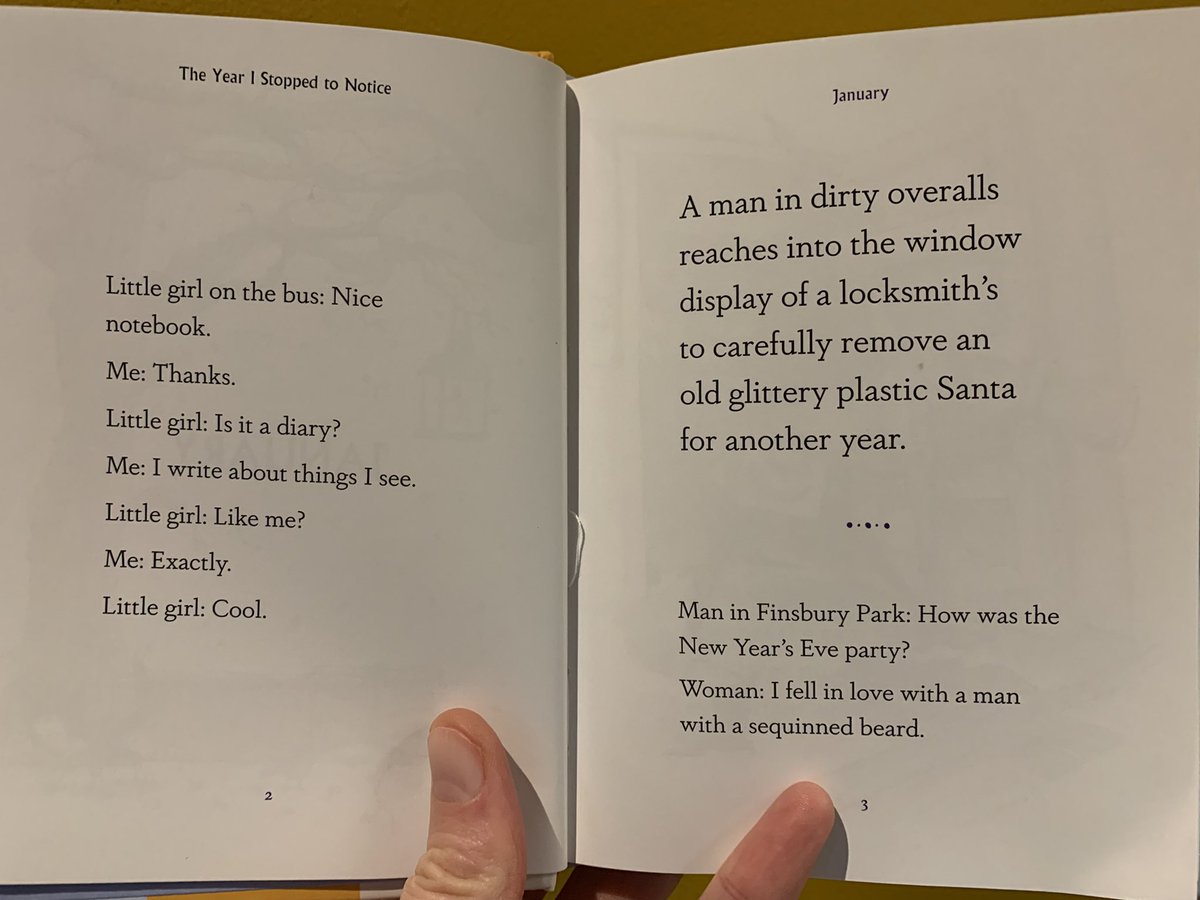 The Year I Stopped to Notice
Little girl on the bus: Nice
notebook.
Me: Thanks.
Little girl: Is it a diary?
Me: I write about things I see.
Little girl: Like me?
Me: Exactly.
Little girl: Cool.
2
January
A man in dirty overalls
reaches into the window
display of a locksmith’s
to carefully remove an
old glittery plastic Santa
for another year.
Man in Finsbury Park: How was the
New Year’s Eve party?
Woman: I fell in love with a man
with a sequinned beard.
3